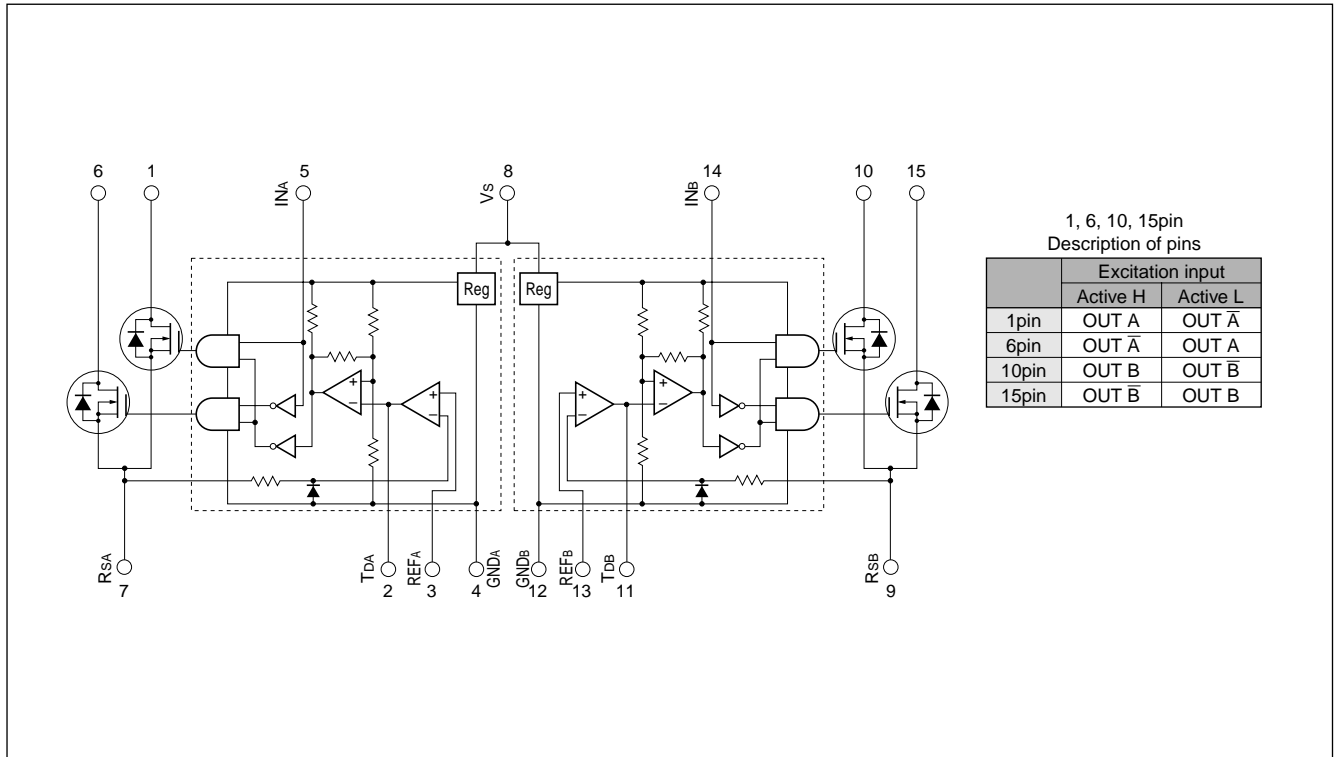 6 1 INA 5 VS 8 INB 14 10 15
Reg Reg
+ + + +
− − − −
RSA 7
TDA 2
REFA 3
GNDA 4
GNDB 12
REFB 13
TDB 11
RSB 9
1, 6, 10, 15pin
Description of pins
Excitation input
Active H Active L
1pin OUT A OUT A̅
6pin OUT A̅ OUT A
10pin OUT B OUT B̅
15pin OUT B̅ OUT B